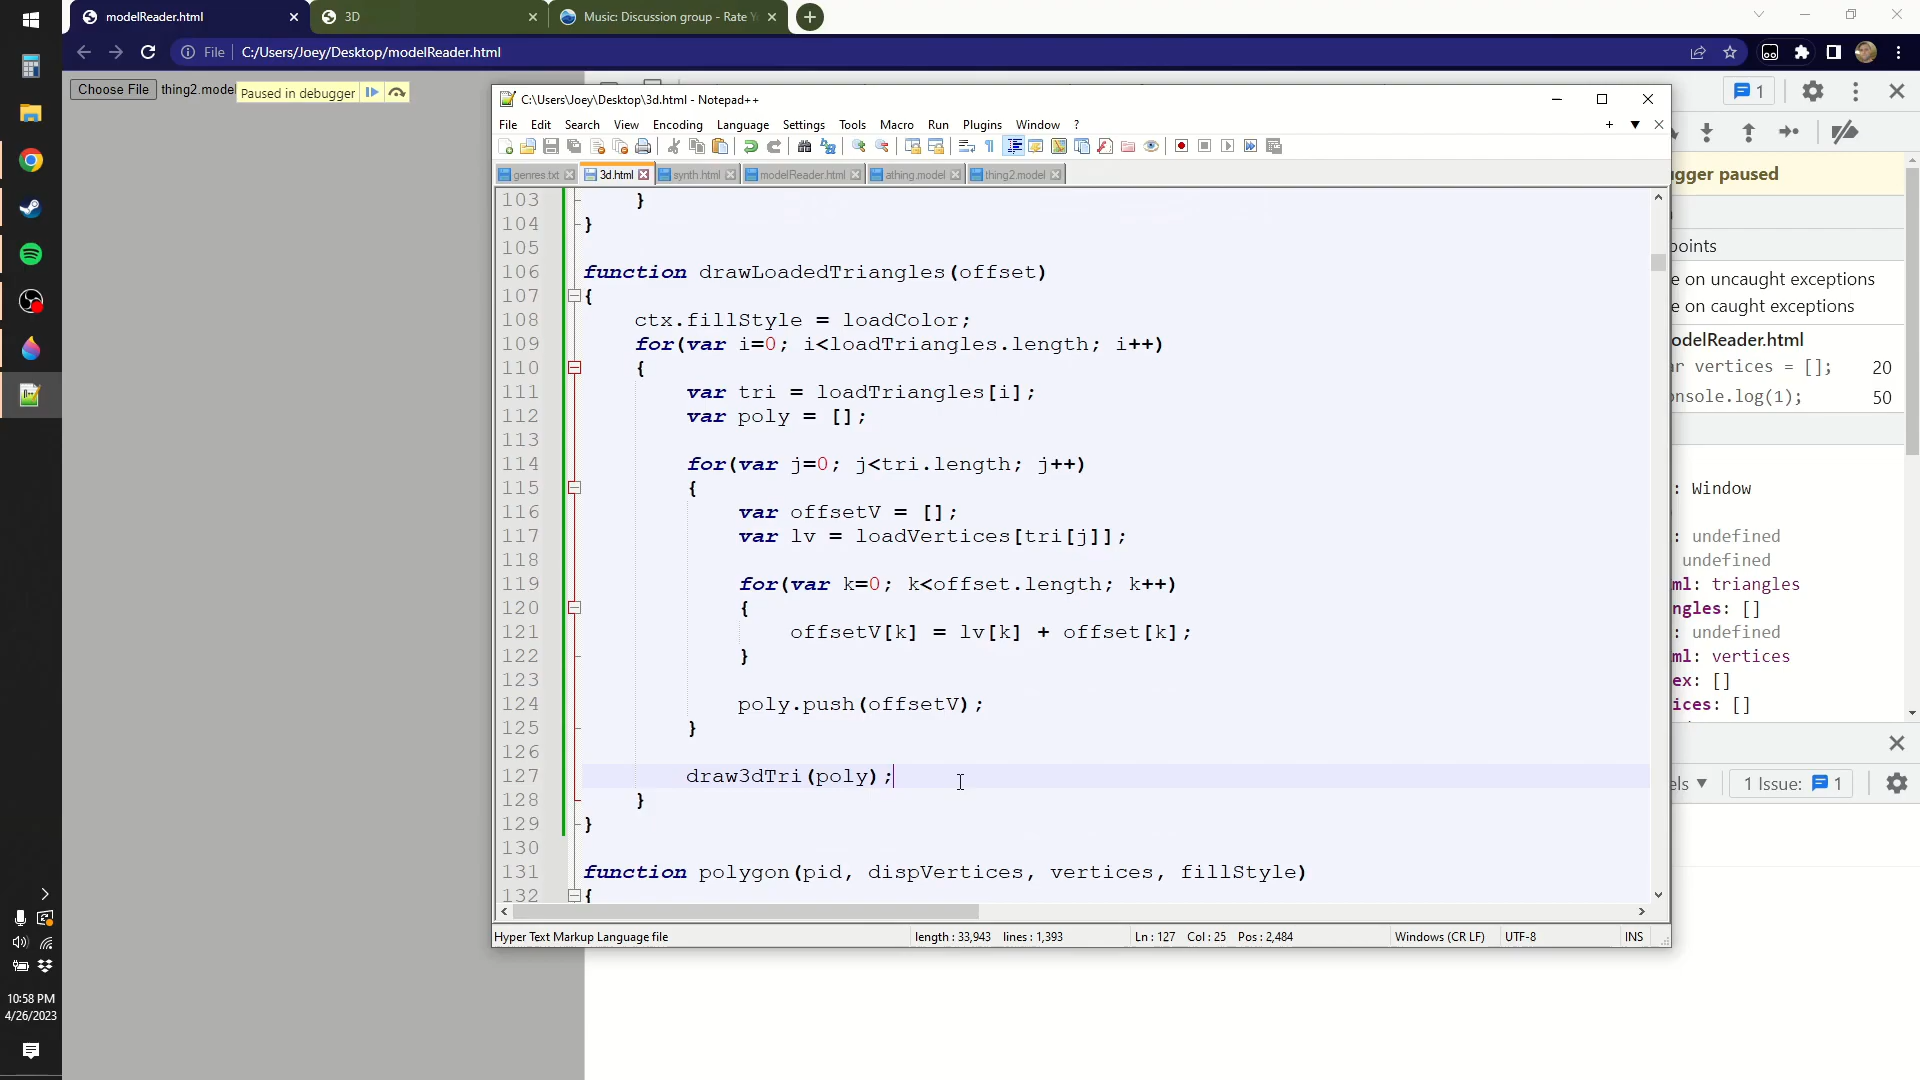 modelReader.html
3D
Music: Discussion group - Rate Y
File
C:/Users/Joey/Desktop/modelReader.html
Choose File thing2.model
Paused in debugger
1
C:\Users\Joey\Desktop\3d.html - Notepad++
File Edit Search View Encoding Language Settings Tools Macro Run Plugins Window ?
genres.txt 3d.html synth.html modelReader.html athing.model thing2.model
103 }
104 }
105
106 function drawLoadedTriangles(offset)
107 {
108 ctx.fillStyle = loadColor;
109 for(var i=0; i<loadTriangles.length; i++)
110 {
111 var tri = loadTriangles[i];
112 var poly = [];
113
114 for(var j=0; j<tri.length; j++)
115 {
116 var offsetV = [];
117 var lv = loadVertices[tri[j]];
118
119 for(var k=0; k<offset.length; k++)
120 {
121 offsetV[k] = lv[k] + offset[k];
122 }
123
124 poly.push(offsetV);
125 }
126
127 draw3dTri(poly);
128 }
129 }
130
131 function polygon(pid, dispVertices, vertices, fillStyle)
132 {
Hyper Text Markup Language file length : 33,943 lines : 1,393 Ln : 127 Col : 25 Pos : 2,484 Windows (CR LF) UTF-8 INS
gger paused
points
e on uncaught exceptions
e on caught exceptions
odelReader.html
ar vertices = []; 20
onsole.log(1); 50
: Window
: undefined
undefined
ml: triangles
ngles: []
: undefined
ml: vertices
ex: []
ices: []
els ▼
1 Issue: 1
10:58 PM
4/26/2023